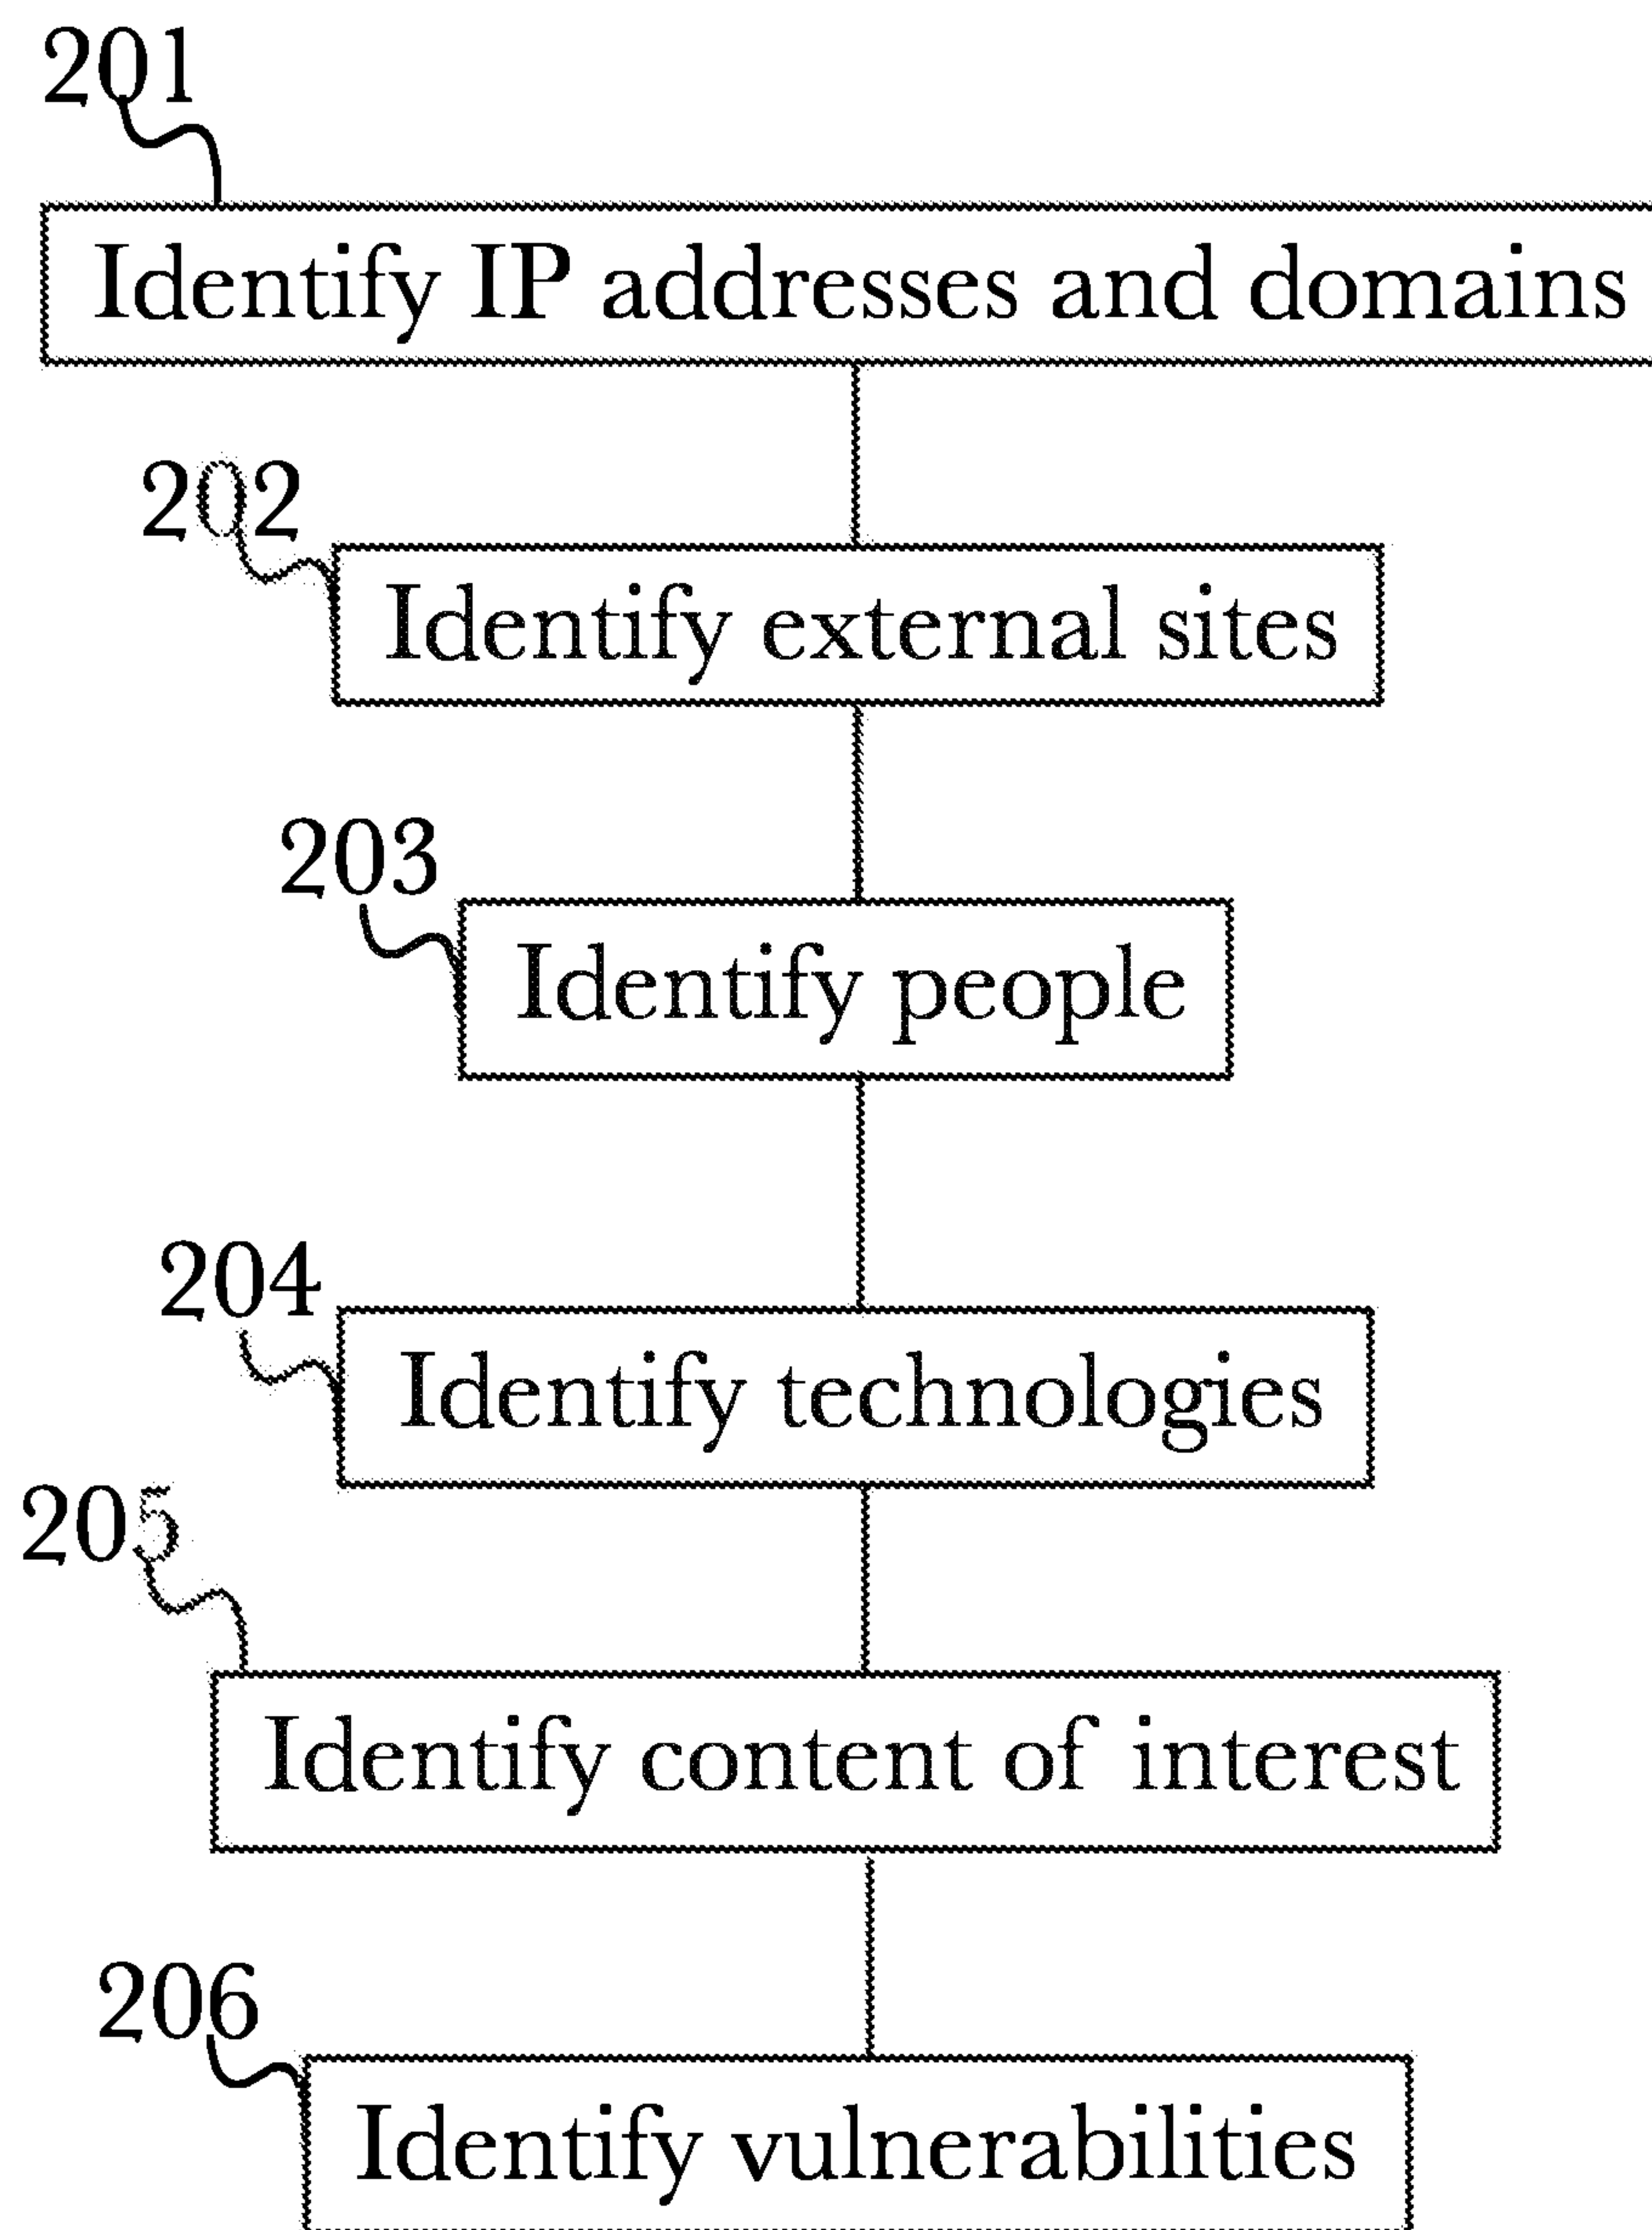 201
Identify IP addresses and domains
202
Identify external sites
203
Identify people
204
Identify technologies
205
Identify content of interest
206
Identify vulnerabilities